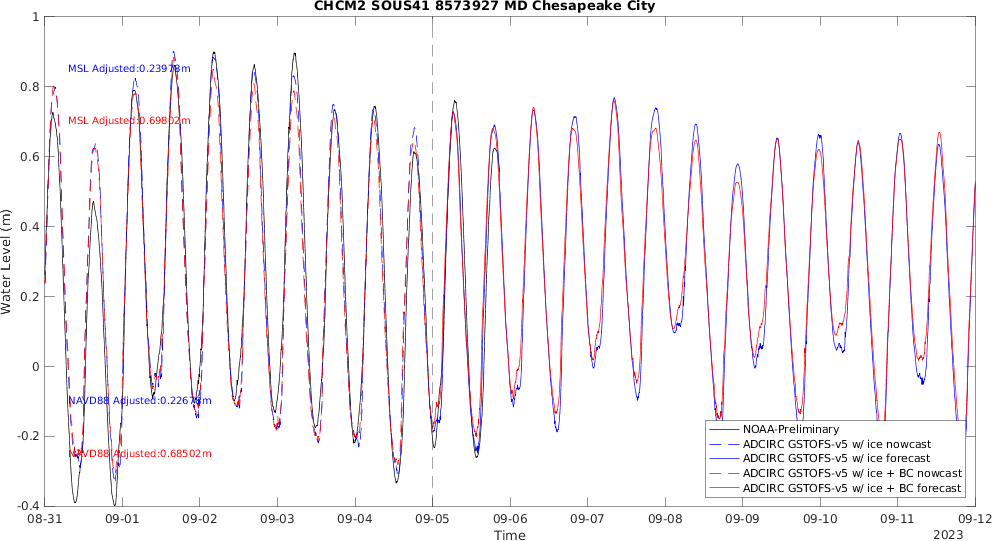 CHCM2 SOUS41 8573927 MD Chesapeake City
1
0.8
0.6
0.4
0.2
0
-0.2
-0.4
Water Level (m)
MSL Adjusted:0.23978m
MSL Adjusted:0.69802m
NAVD88 Adjusted:0.22678m
NAVD88 Adjusted:0.68502m
NOAA-Preliminary
ADCIRC GSTOFS-v5 w/ ice nowcast
ADCIRC GSTOFS-v5 w/ ice forecast
ADCIRC GSTOFS-v5 w/ ice + BC nowcast
ADCIRC GSTOFS-v5 w/ ice + BC forecast
08-31 09-01 09-02 09-03 09-04 09-05 09-06 09-07 09-08 09-09 09-10 09-11 09-12
Time
2023